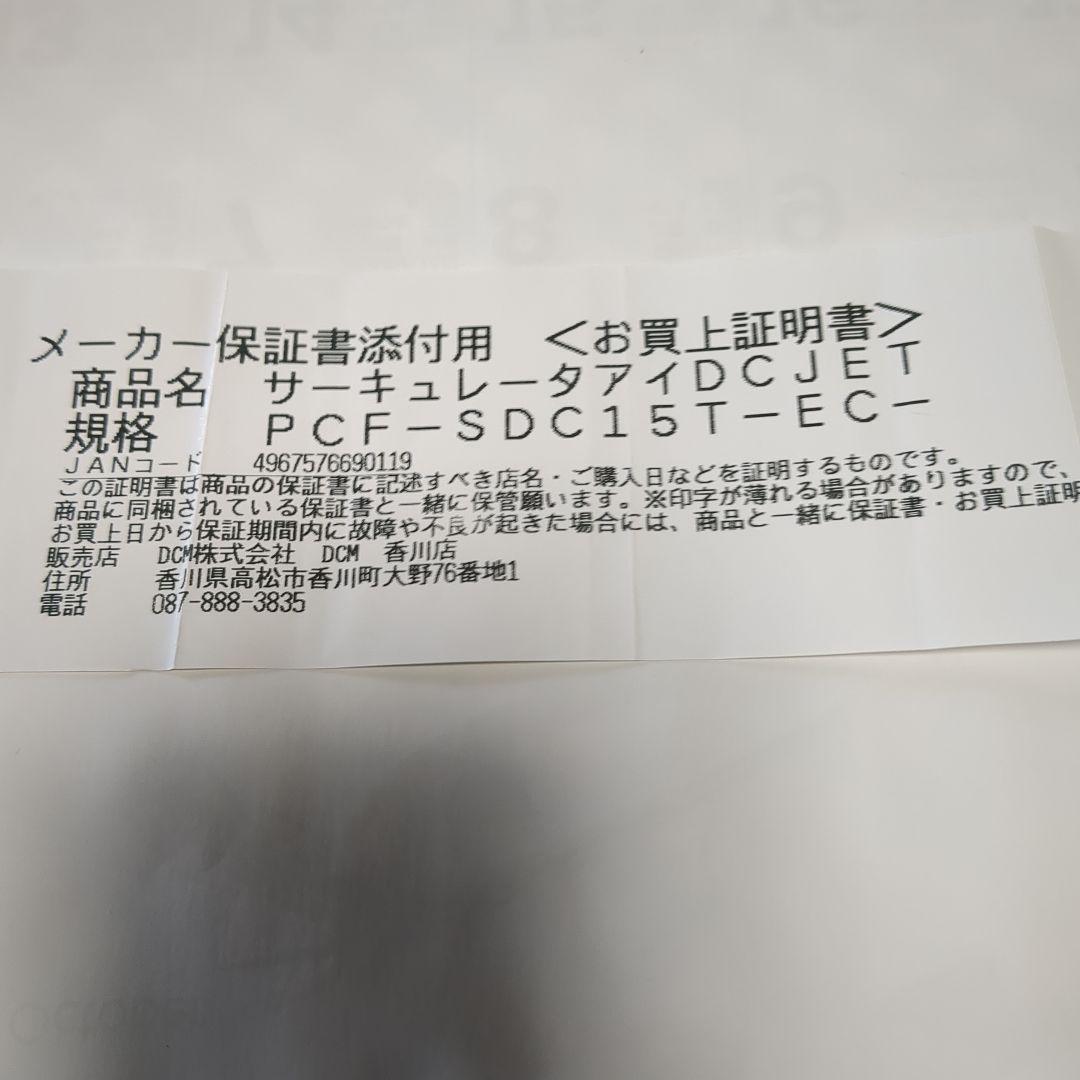 メーカー保証書添付用　＜お買上証明書＞
商品名　サーキュレータアイDCJET
規格　PCF－SDC15T－EC－
JANコード　4967576690119
この証明書は商品の保証書に記述すべき店名・ご購入日などを証明するものです。
商品に同梱されている保証書と一緒に保管願います。※印字が薄れる場合がありますので、
お買上日から保証期間内に故障や不良が起きた場合には、商品と一緒に保証書・お買上証明
販売店　DCM株式会社　DCM　香川店
住所　香川県高松市香川町大野76番地1
電話　087-888-3835